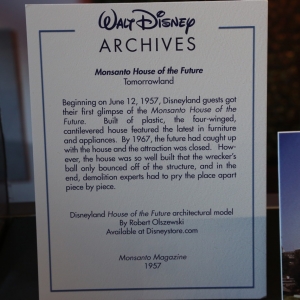 Walt Disney
ARCHIVES
Monsanto House of the Future
Tomorrowland
Beginning on June 12, 1957, Disneyland guests got
their first glimpse of the Monsanto House of the
Future. Built of plastic, the four-winged,
cantilevered house featured the latest in furniture
and appliances. By 1967, the future had caught up
with the house and the attraction was closed. How-
ever, the house was so well built that the wrecker's
ball only bounced off of the structure, and in the
end, demolition experts had to pry the place apart
piece by piece.
Disneyland House of the Future architectural model
By Robert Olszewski
Available at Disneystore.com
Monsanto Magazine
1957